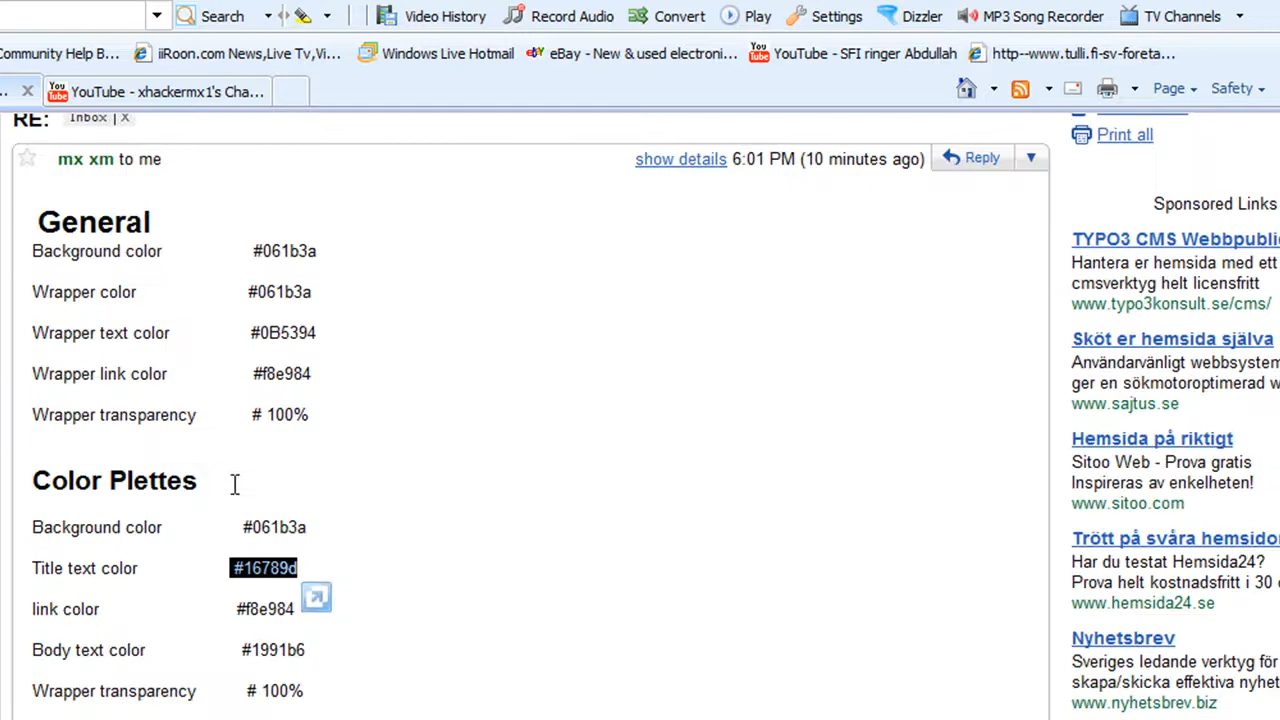 Search Video History Record Audio Convert Play Settings Dizzler MP3 Song Recorder TV Channels
Community Help B... iiRoon.com News,Live Tv,Vi... Windows Live Hotmail eBay - New & used electroni... YouTube - SFI ringer Abdullah http--www.tulli.fi-sv-foreta...
.. X YouTube - xhackermx1's Cha... Page Safety
RE: Inbox | X
Print all
mx xm to me show details 6:01 PM (10 minutes ago) Reply
Sponsored Links
General
Background color #061b3a
Wrapper color #061b3a
Wrapper text color #0B5394
Wrapper link color #f8e984
Wrapper transparency # 100%
Color Plettes
Background color #061b3a
Title text color #16789d
link color #f8e984
Body text color #1991b6
Wrapper transparency # 100%
TYPO3 CMS Webbpubli
Hantera er hemsida med ett
cmsverktyg helt licensfritt
www.typo3konsult.se/cms/
Sköt er hemsida själva
Användarvänligt webbsystem
ger en sökmotoroptimerad w
www.sajtus.se
Hemsida på riktigt
Sitoo Web - Prova gratis
Inspireras av enkelheten!
www.sitoo.com
Trött på svåra hemsido
Har du testat Hemsida24?
Prova helt kostnadsfritt i 30
www.hemsida24.se
Nyhetsbrev
Sveriges ledande verktyg för
skapa/skicka effektiva nyhet
www.nyhetsbrev.biz